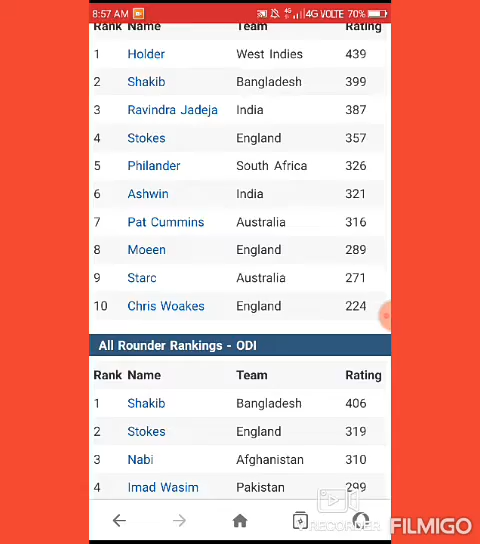 8:57 AM 4G 4G VOLTE 70%
Rank Name Team Rating
1 Holder West Indies 439
2 Shakib Bangladesh 399
3 Ravindra Jadeja India 387
4 Stokes England 357
5 Philander South Africa 326
6 Ashwin India 321
7 Pat Cummins Australia 316
8 Moeen England 289
9 Starc Australia 271
10 Chris Woakes England 224
All Rounder Rankings - ODI
Rank Name Team Rating
1 Shakib Bangladesh 406
2 Stokes England 319
3 Nabi Afghanistan 310
4 Imad Wasim Pakistan 299
RECORDER FILMIGO